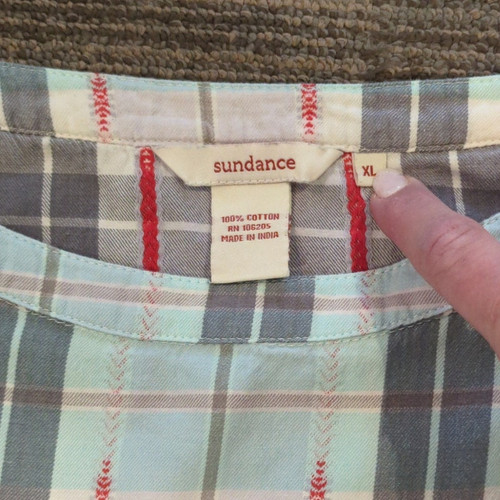 sundance
XL
100% COTTON
RN 106205
MADE IN INDIA